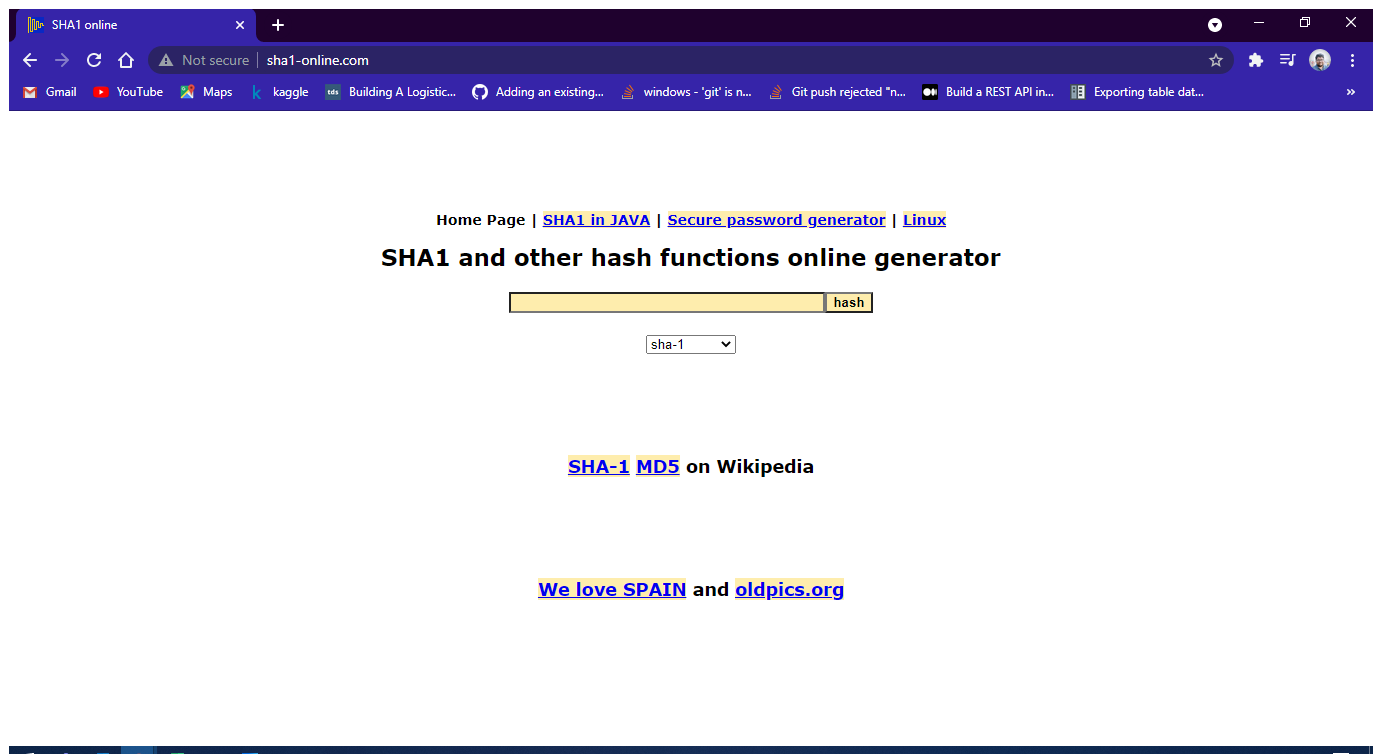 SHA1 online
Not secure | sha1-online.com
Gmail YouTube Maps kaggle tds Building A Logistic... Adding an existing... windows - 'git' is n... Git push rejected "n... Build a REST API in... Exporting table dat... »
Home Page | SHA1 in JAVA | Secure password generator | Linux
SHA1 and other hash functions online generator
hash
sha-1
SHA-1 MD5 on Wikipedia
We love SPAIN and oldpics.org